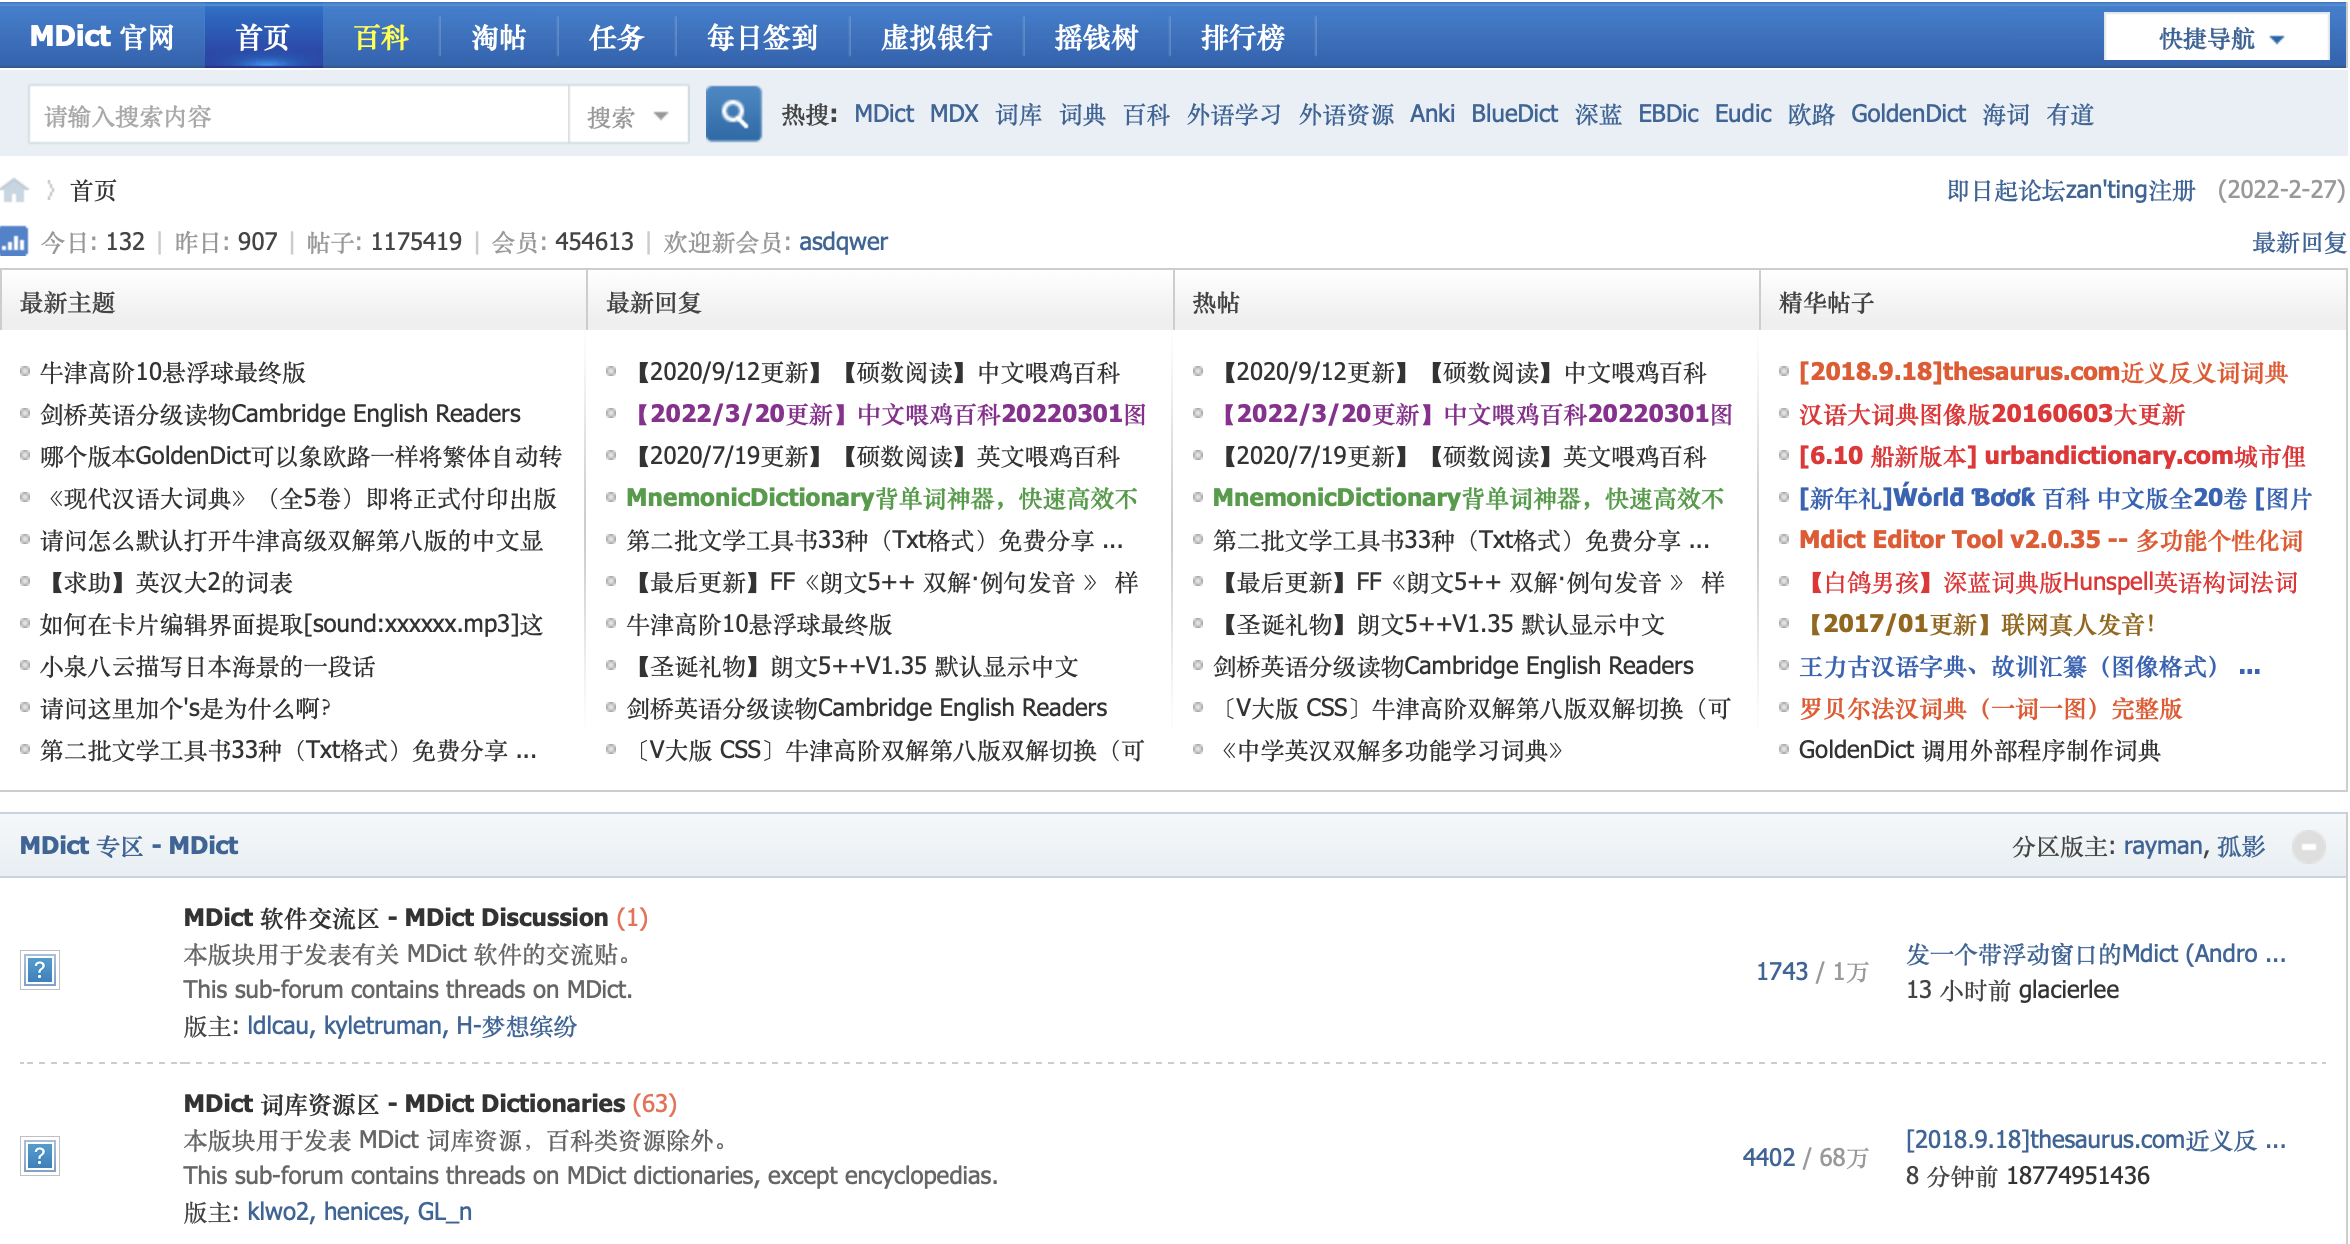 MDict 官网 首页 百科 淘帖 任务 每日签到 虚拟银行 摇钱树 排行榜 快捷导航
请输入搜索内容 搜索 热搜: MDict MDX 词库 词典 百科 外语学习 外语资源 Anki BlueDict 深蓝 EBDic Eudic 欧路 GoldenDict 海词 有道
首页 即日起论坛zan'ting注册 (2022-2-27)
今日: 132 | 昨日: 907 | 帖子: 1175419 | 会员: 454613 | 欢迎新会员: asdqwer 最新回复
最新主题
牛津高阶10悬浮球最终版
剑桥英语分级读物Cambridge English Readers
哪个版本GoldenDict可以象欧路一样将繁体自动转
《现代汉语大词典》（全5卷）即将正式付印出版
请问怎么默认打开牛津高级双解第八版的中文显
【求助】英汉大2的词表
如何在卡片编辑界面提取[sound:xxxxxx.mp3]这
小泉八云描写日本海景的一段话
请问这里加个's是为什么啊?
第二批文学工具书33种（Txt格式）免费分享 ...
最新回复
【2020/9/12更新】【硕数阅读】中文喂鸡百科
【2022/3/20更新】中文喂鸡百科20220301图
【2020/7/19更新】【硕数阅读】英文喂鸡百科
MnemonicDictionary背单词神器，快速高效不
第二批文学工具书33种（Txt格式）免费分享 ...
【最后更新】FF《朗文5++ 双解·例句发音 》 样
牛津高阶10悬浮球最终版
【圣诞礼物】朗文5++V1.35 默认显示中文
剑桥英语分级读物Cambridge English Readers
〔V大版 CSS〕牛津高阶双解第八版双解切换（可
热帖
【2020/9/12更新】【硕数阅读】中文喂鸡百科
【2022/3/20更新】中文喂鸡百科20220301图
【2020/7/19更新】【硕数阅读】英文喂鸡百科
MnemonicDictionary背单词神器，快速高效不
第二批文学工具书33种（Txt格式）免费分享 ...
【最后更新】FF《朗文5++ 双解·例句发音 》 样
【圣诞礼物】朗文5++V1.35 默认显示中文
剑桥英语分级读物Cambridge English Readers
〔V大版 CSS〕牛津高阶双解第八版双解切换（可
《中学英汉双解多功能学习词典》
精华帖子
[2018.9.18]thesaurus.com近义反义词词典
汉语大词典图像版20160603大更新
[6.10 船新版本] urbandictionary.com城市俚
[新年礼]Ẃȯrld Ɓơơƙ 百科 中文版全20卷 [图片
Mdict Editor Tool v2.0.35 -- 多功能个性化词
【白鸽男孩】深蓝词典版Hunspell英语构词法词
【2017/01更新】联网真人发音！
王力古汉语字典、故训汇纂（图像格式） ...
罗贝尔法汉词典（一词一图）完整版
GoldenDict 调用外部程序制作词典
MDict 专区 - MDict 分区版主: rayman, 孤影
MDict 软件交流区 - MDict Discussion (1)
本版块用于发表有关 MDict 软件的交流贴。
This sub-forum contains threads on MDict.
版主: ldlcau, kyletruman, H-梦想缤纷
1743 / 1万
发一个带浮动窗口的Mdict (Andro ...
13 小时前 glacierlee
MDict 词库资源区 - MDict Dictionaries (63)
本版块用于发表 MDict 词库资源，百科类资源除外。
This sub-forum contains threads on MDict dictionaries, except encyclopedias.
版主: klwo2, henices, GL_n
4402 / 68万
[2018.9.18]thesaurus.com近义反 ...
8 分钟前 18774951436